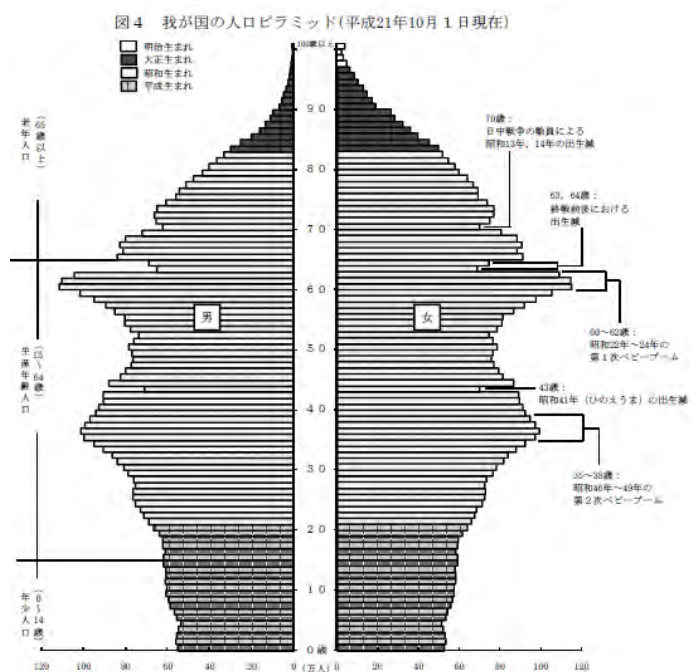 図4 我が国の人口ピラミッド(平成21年10月1日現在)
明治生まれ
大正生まれ
昭和生まれ
平成生まれ
100歳以上
90
80
70
60
50
40
30
20
10
0歳
老年人口
(65歳以上)
生産年齢人口
(15~64歳)
年少人口
(0~14歳)
男
女
70歳:
日中戦争の動員による
昭和13年、14年の出生減
63, 64歳:
終戦前後における
出生減
60~62歳:
昭和22年~24年の
第1次ベビーブーム
43歳:
昭和41年(ひのえうま)の出生減
35~38歳:
昭和46年~49年の
第2次ベビーブーム
120 100 80 60 40 20 0 (万人) 0 20 40 60 80 100 120